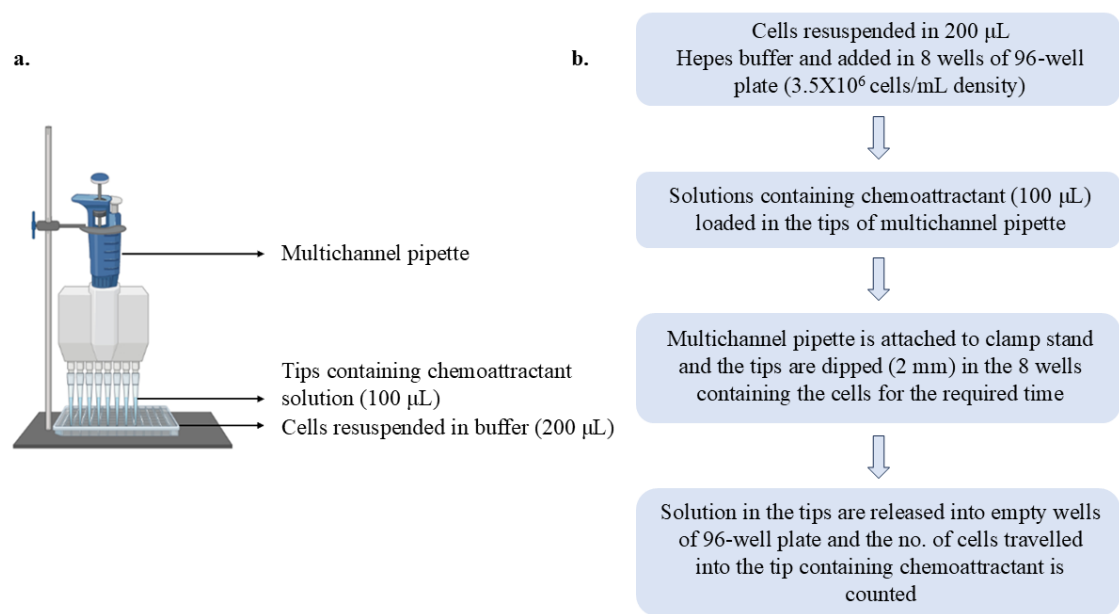 a.
Multichannel pipette
Tips containing chemoattractant
solution (100 μL)
Cells resuspended in buffer (200 μL)
b.
Cells resuspended in 200 μL
Hepes buffer and added in 8 wells of 96-well
plate (3.5X10⁶ cells/mL density)
Solutions containing chemoattractant (100 μL)
loaded in the tips of multichannel pipette
Multichannel pipette is attached to clamp stand
and the tips are dipped (2 mm) in the 8 wells
containing the cells for the required time
Solution in the tips are released into empty wells
of 96-well plate and the no. of cells travelled
into the tip containing chemoattractant is
counted